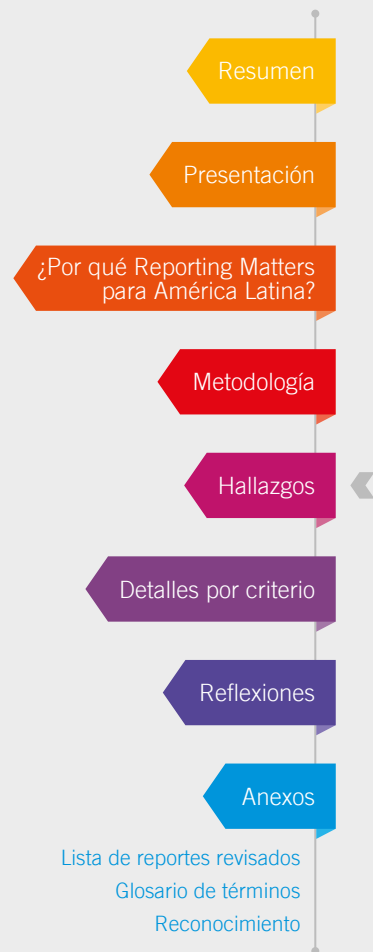 Resumen
Presentación
¿Por qué Reporting Matters
para América Latina?
Metodología
Hallazgos
Detalles por criterio
Reflexiones
Anexos
Lista de reportes revisados
Glosario de términos
Reconocimiento